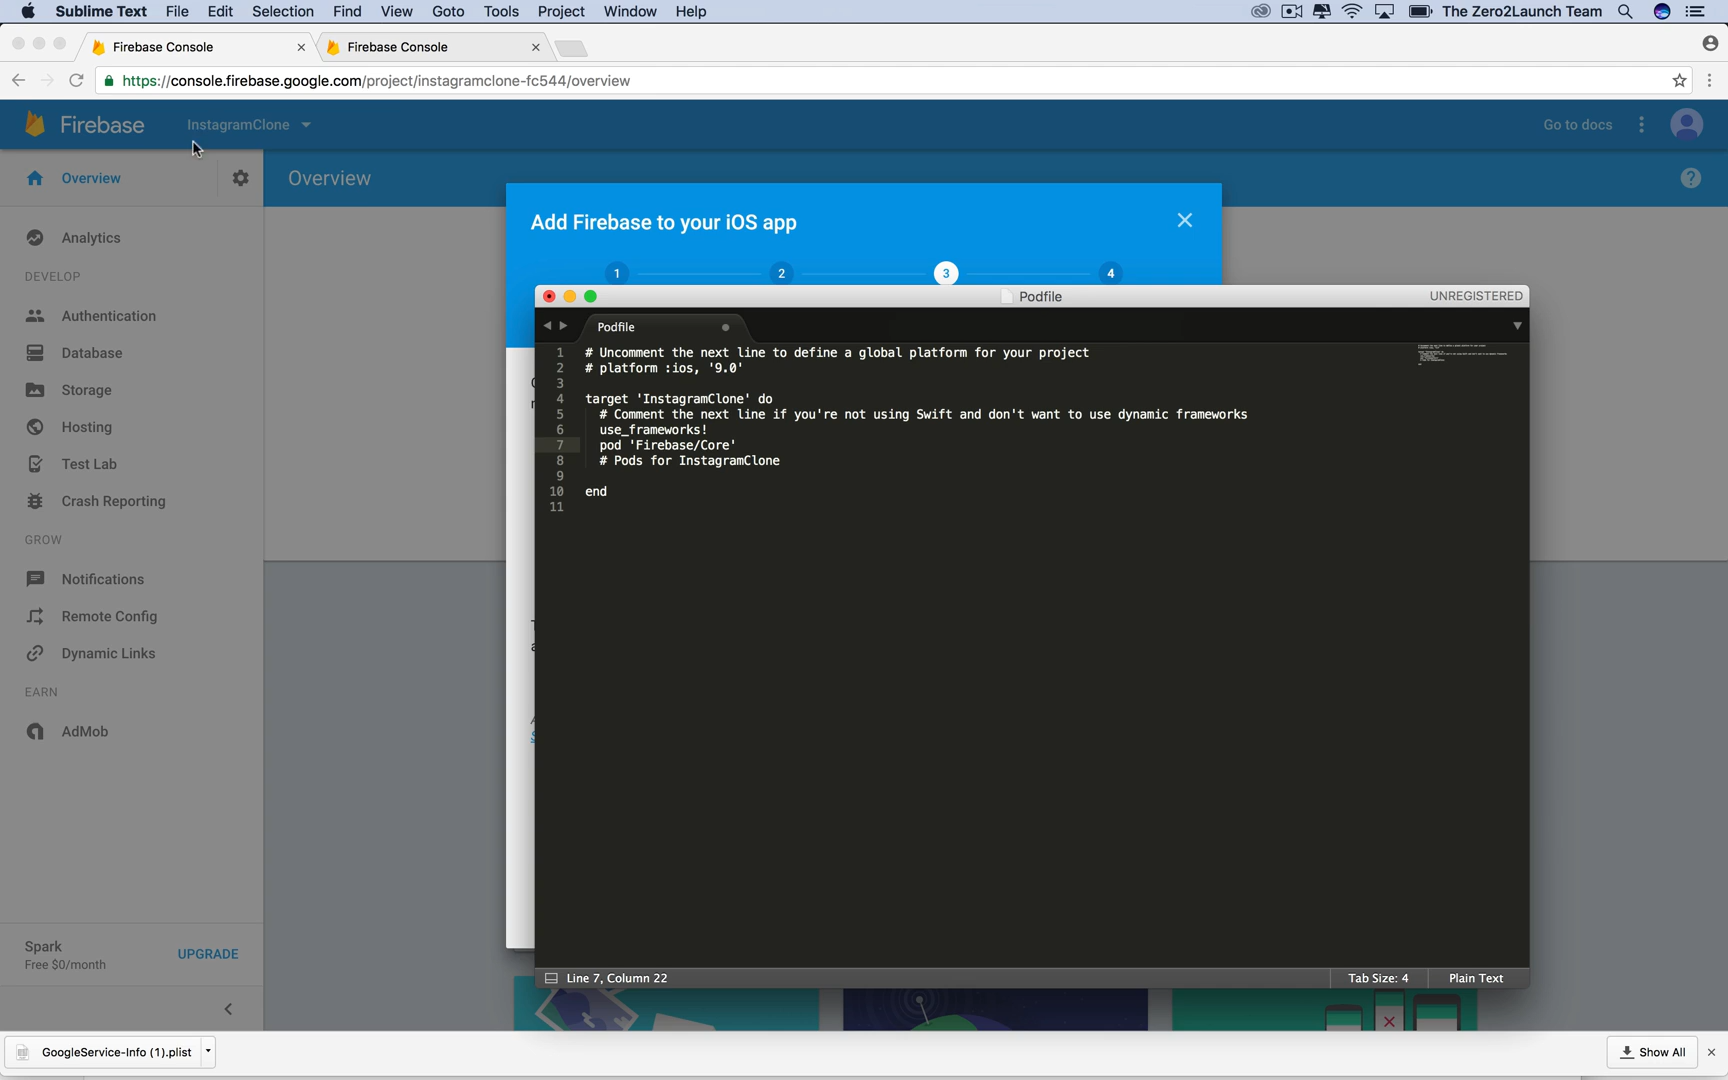 Sublime Text File Edit Selection Find View Goto Tools Project Window Help The Zero2Launch Team
Firebase Console
Firebase Console
https://console.firebase.google.com/project/instagramclone-fc544/overview
Firebase InstagramClone Go to docs
Overview
Overview
Analytics
DEVELOP
Authentication
Database
Storage
Hosting
Test Lab
Crash Reporting
GROW
Notifications
Remote Config
Dynamic Links
EARN
AdMob
Spark
Free $0/month
UPGRADE
Add Firebase to your iOS app
1 2 3 4
Podfile UNREGISTERED
Podfile
1 # Uncomment the next line to define a global platform for your project
2 # platform :ios, '9.0'
3
4 target 'InstagramClone' do
5 # Comment the next line if you're not using Swift and don't want to use dynamic frameworks
6 use_frameworks!
7 pod 'Firebase/Core'
8 # Pods for InstagramClone
9
10 end
11
Line 7, Column 22 Tab Size: 4 Plain Text
GoogleService-Info (1).plist Show All